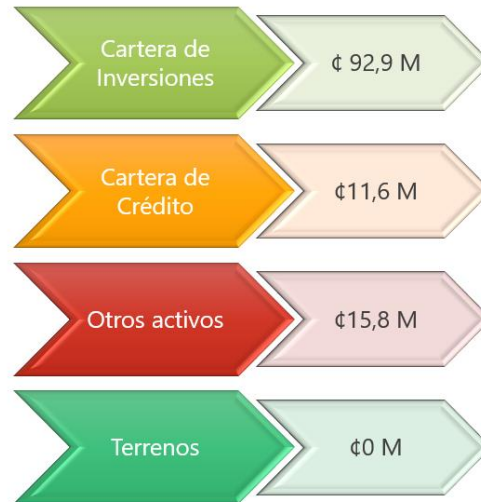 Cartera de
Inversiones
¢ 92,9 M
Cartera de
Crédito
¢11,6 M
Otros activos
¢15,8 M
Terrenos
¢0 M